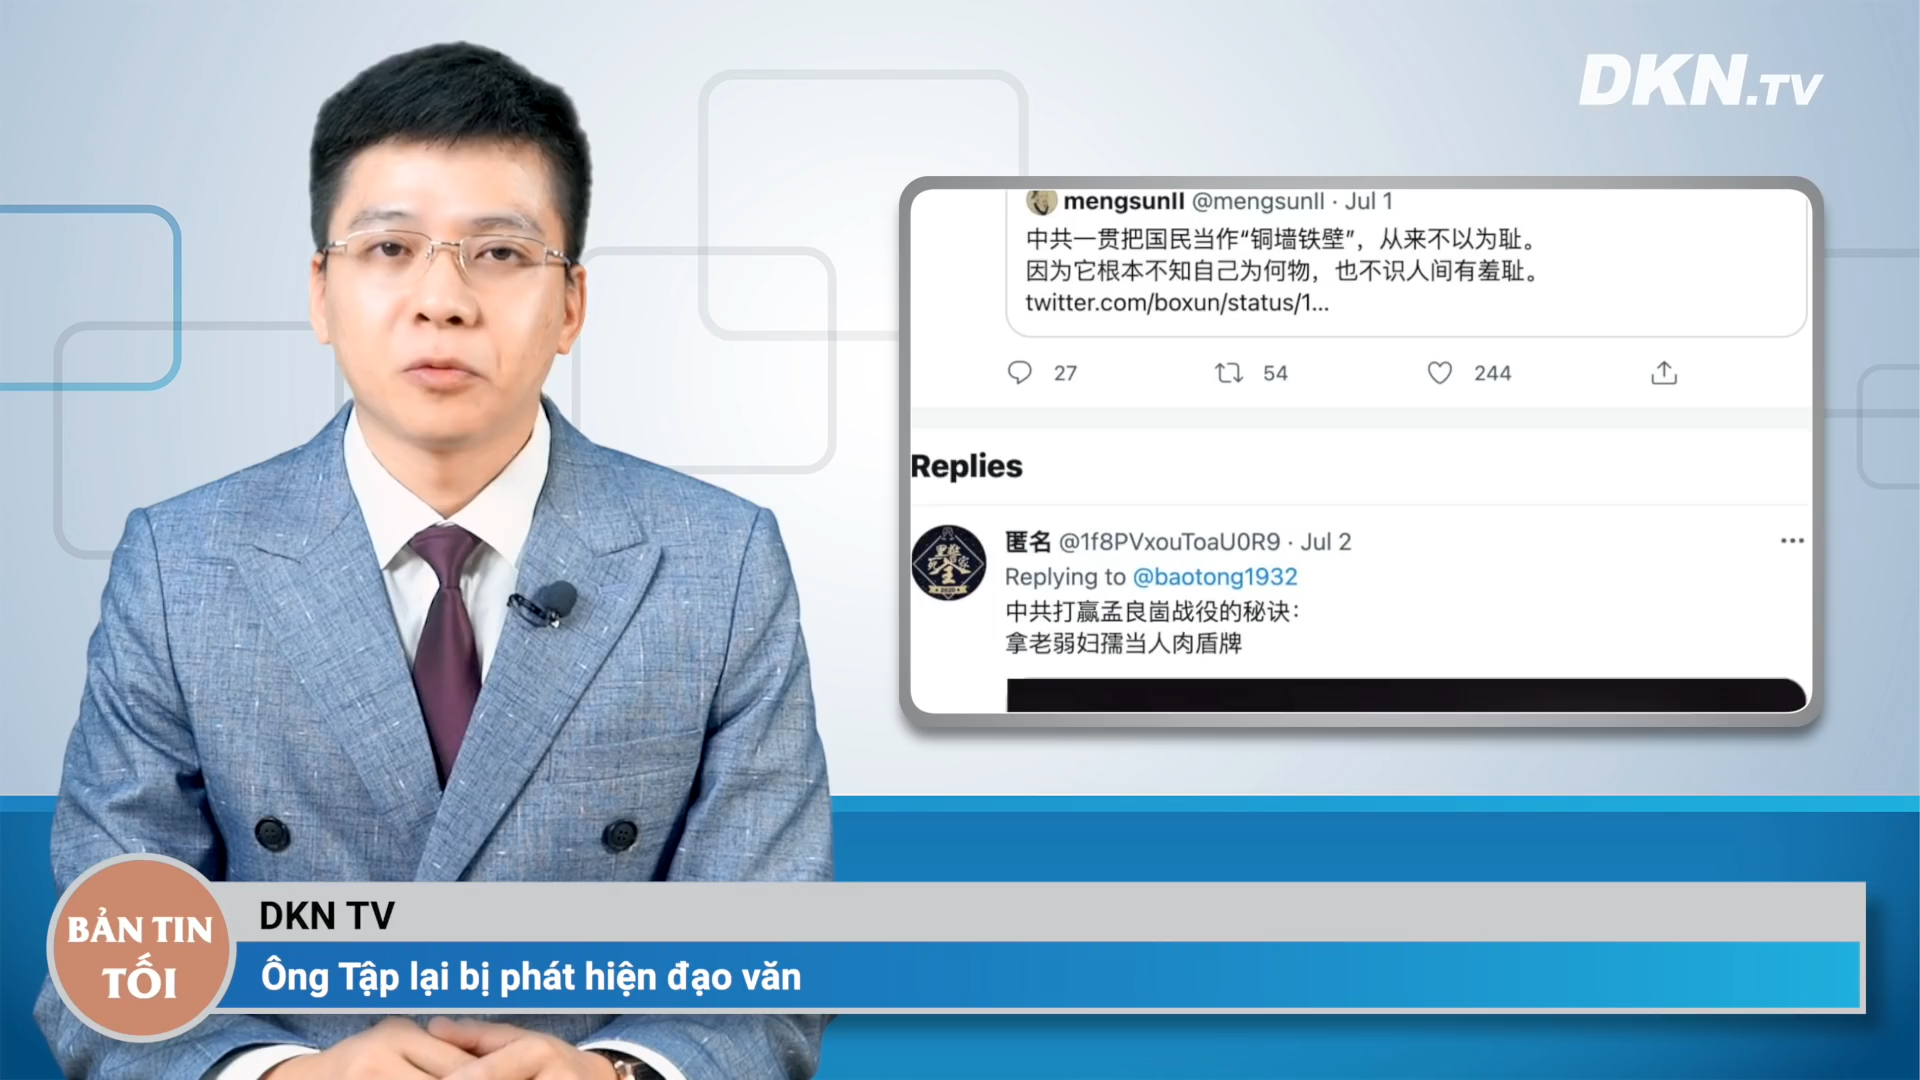 DKN.TV
mengsunll @mengsunll · Jul 1
中共一贯把国民当作“铜墙铁壁”，从来不以为耻。
因为它根本不知自己为何物，也不识人间有羞耻。
twitter.com/boxun/status/1...
27 54 244
Replies
匿名 @1f8PVxouToaU0R9 · Jul 2
Replying to @baotong1932
中共打赢孟良崮战役的秘诀：
拿老弱妇孺当人肉盾牌
2020
BẢN TIN
TỐI
DKN TV
Ông Tập lại bị phát hiện đạo văn